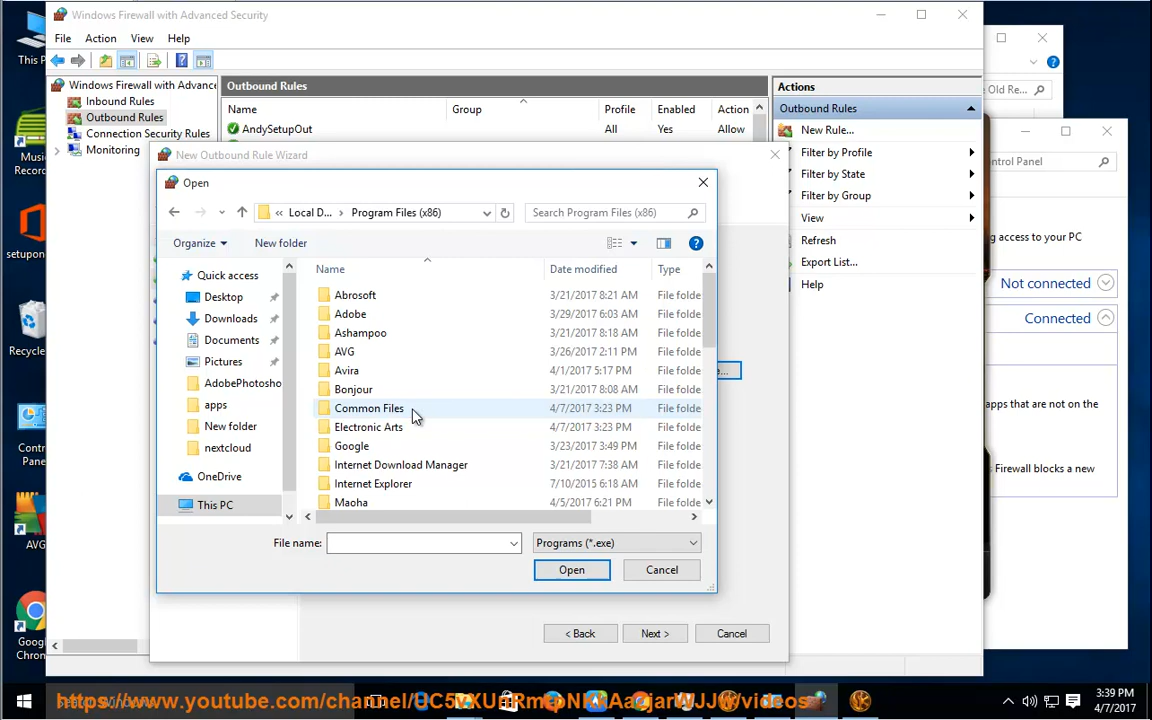 Windows Firewall with Advanced Security
File Action View Help
This P
Music
Recorc
setupon
Recycle
Contr
Pane
AVG
Googl
Chron
Windows Firewall with Advance
Inbound Rules
Outbound Rules
Connection Security Rules
Monitoring
Outbound Rules
Name Group Profile Enabled Action
AndySetupOut All Yes Allow
Actions
Outbound Rules
New Rule...
Filter by Profile
Filter by State
Filter by Group
View
Refresh
Export List...
Help
New Outbound Rule Wizard
Open
« Local D... › Program Files (x86)
Search Program Files (x86)
Organize New folder
Quick access
Desktop
Downloads
Documents
Pictures
AdobePhotosho
apps
New folder
nextcloud
OneDrive
This PC
Name Date modified Type
Abrosoft 3/21/2017 8:21 AM File folde
Adobe 3/29/2017 6:03 AM File folde
Ashampoo 3/21/2017 8:18 AM File folde
AVG 3/26/2017 2:11 PM File folde
Avira 4/1/2017 5:17 PM File folde
Bonjour 3/21/2017 8:08 AM File folde
Common Files 4/7/2017 3:23 PM File folde
Electronic Arts 4/7/2017 3:23 PM File folde
Google 3/23/2017 3:49 PM File folde
Internet Download Manager 3/21/2017 7:38 AM File folde
Internet Explorer 7/10/2015 6:18 AM File folde
Maoha 4/5/2017 6:21 PM File folde
File name: Programs (*.exe)
Open Cancel
e...
< Back Next > Cancel
Old Re...
ontrol Panel
g access to your PC
Not connected
Connected
apps that are not on the
Firewall blocks a new
3:39 PM
4/7/2017